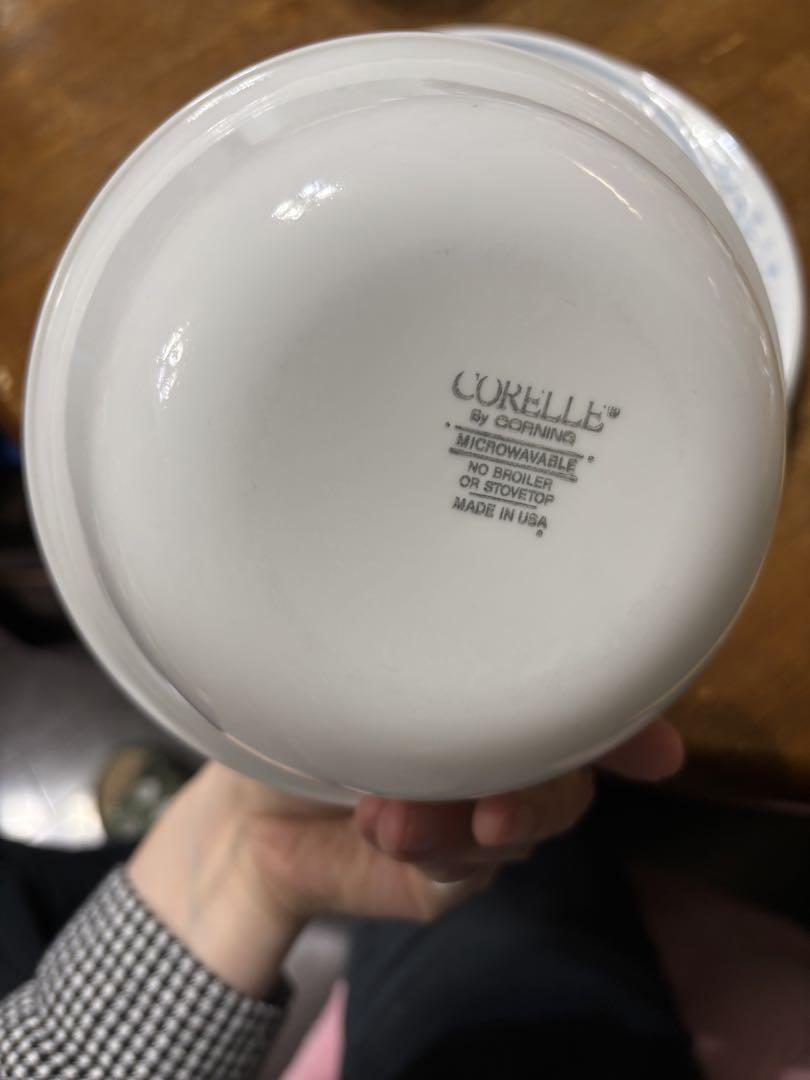 CORELLE®
By CORNING
MICROWAVABLE
NO BROILER
OR STOVETOP
MADE IN USA